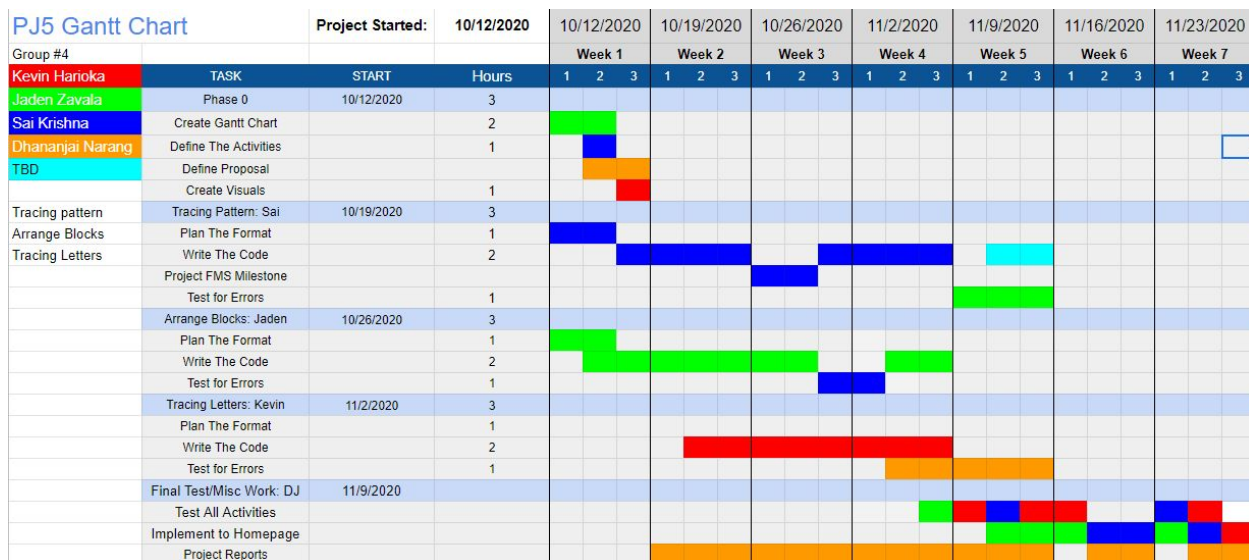 PJ5 Gantt Chart Project Started: 10/12/2020 10/12/2020 10/19/2020 10/26/2020 11/2/2020 11/9/2020 11/16/2020 11/23/2020
Group #4 Week 1 Week 2 Week 3 Week 4 Week 5 Week 6 Week 7
Kevin Harioka TASK START Hours 1 2 3 1 2 3 1 2 3 1 2 3 1 2 3 1 2 3 1 2 3
Jaden Zavala Phase 0 10/12/2020 3
Sai Krishna Create Gantt Chart 2
Dhananjai Narang Define The Activities 1
TBD Define Proposal
Create Visuals 1
Tracing pattern Tracing Pattern: Sai 10/19/2020 3
Arrange Blocks Plan The Format 1
Tracing Letters Write The Code 2
Project FMS Milestone
Test for Errors 1
Arrange Blocks: Jaden 10/26/2020 3
Plan The Format 1
Write The Code 2
Test for Errors 1
Tracing Letters: Kevin 11/2/2020 3
Plan The Format 1
Write The Code 2
Test for Errors 1
Final Test/Misc Work: DJ 11/9/2020
Test All Activities
Implement to Homepage
Project Reports